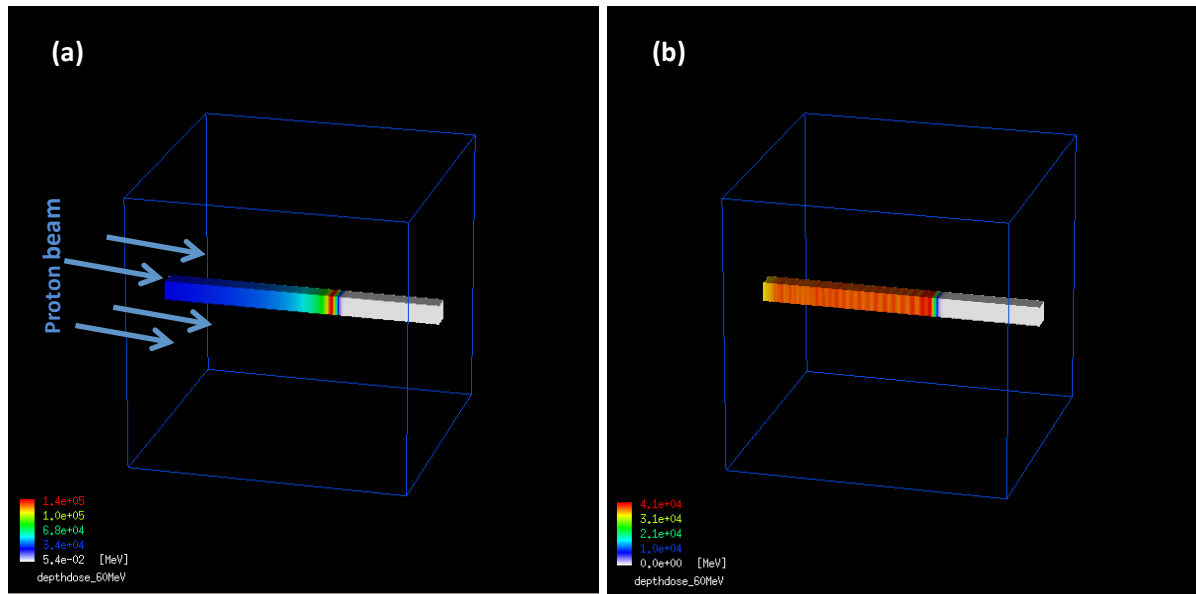 (a)
Proton beam
1.4e+05
1.0e+05
6.8e+04
3.4e+04
5.4e-02 [MeV]
depthdose_60MeV
(b)
4.1e+04
3.1e+04
2.1e+04
1.0e+04
0.0e+00 [MeV]
depthdose_60MeV